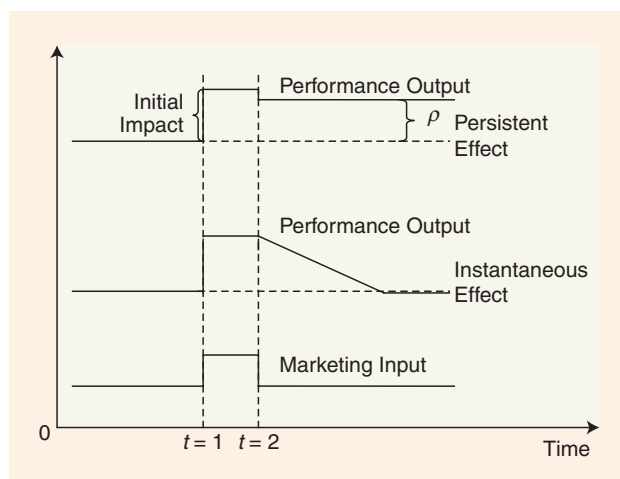 Performance Output
Initial
Impact
ρ
Persistent
Effect
Performance Output
Instantaneous
Effect
Marketing Input
0
t = 1 t = 2
Time